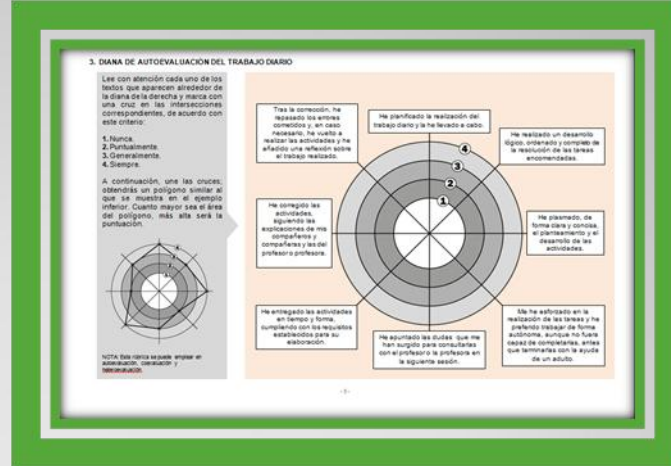 3. DIANA DE AUTOEVALUACIÓN DEL TRABAJO DIARIO
Lee con atención cada uno de los
textos que aparecen alrededor de
la diana de la derecha y marca con
una cruz en las intersecciones
correspondientes, de acuerdo con
este criterio:
1. Nunca.
2. Puntualmente.
3. Generalmente.
4. Siempre.
A continuación, une las cruces;
obtendrás un polígono similar al
que se muestra en el ejemplo
inferior. Cuanto mayor sea el área
del polígono, más alta será la
puntuación.
NOTA: Esta rúbrica se puede emplear en
autoevaluación, coevaluación y
heteroevaluación.
Tras la corrección, he
repasado los errores
cometidos y, en caso
necesario, he vuelto a
realizar las actividades y he
añadido una reflexión sobre
el trabajo realizado.
He planificado la realización del
trabajo diario y la he llevado a cabo.
He realizado un desarrollo
lógico, ordenado y completo de
la resolución de las tareas
encomendadas.
4
3
2
1
He corregido las
actividades,
siguiendo las
explicaciones de mis
compañeros y
compañeras y las del
profesor o profesora.
He plasmado, de
forma clara y concisa,
el planteamiento y el
desarrollo de las
actividades.
He entregado las actividades
en tiempo y forma,
cumpliendo con los requisitos
establecidos para su
elaboración.
He apuntado las dudas que me
han surgido para consultarlas
con el profesor o la profesora en
la siguiente sesión.
Me he esforzado en la
realización de las tareas y he
preferido trabajar de forma
autónoma, aunque no fuera
capaz de completarlas, antes
que terminarlas con la ayuda
de un adulto.